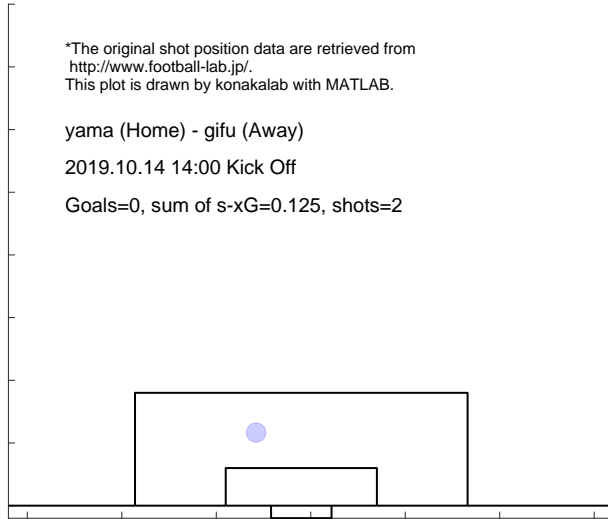 *The original shot position data are retrieved from
http://www.football-lab.jp/.
This plot is drawn by konakalab with MATLAB.
yama (Home) - gifu (Away)
2019.10.14 14:00 Kick Off
Goals=0, sum of s-xG=0.125, shots=2